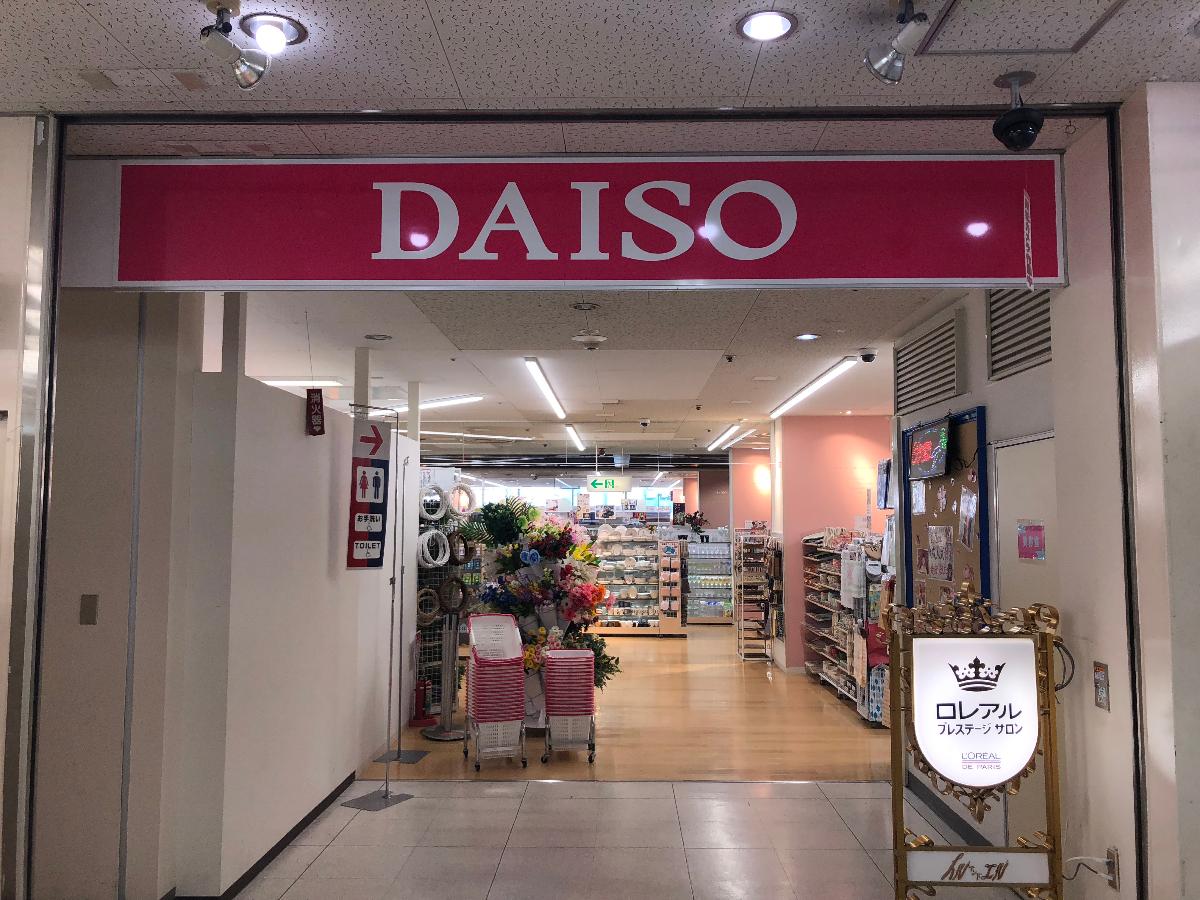 DAISO
消火器
お手洗い
TOILET
ロレアル
プレステージ サロン
L'ORÉAL
DE PARIS